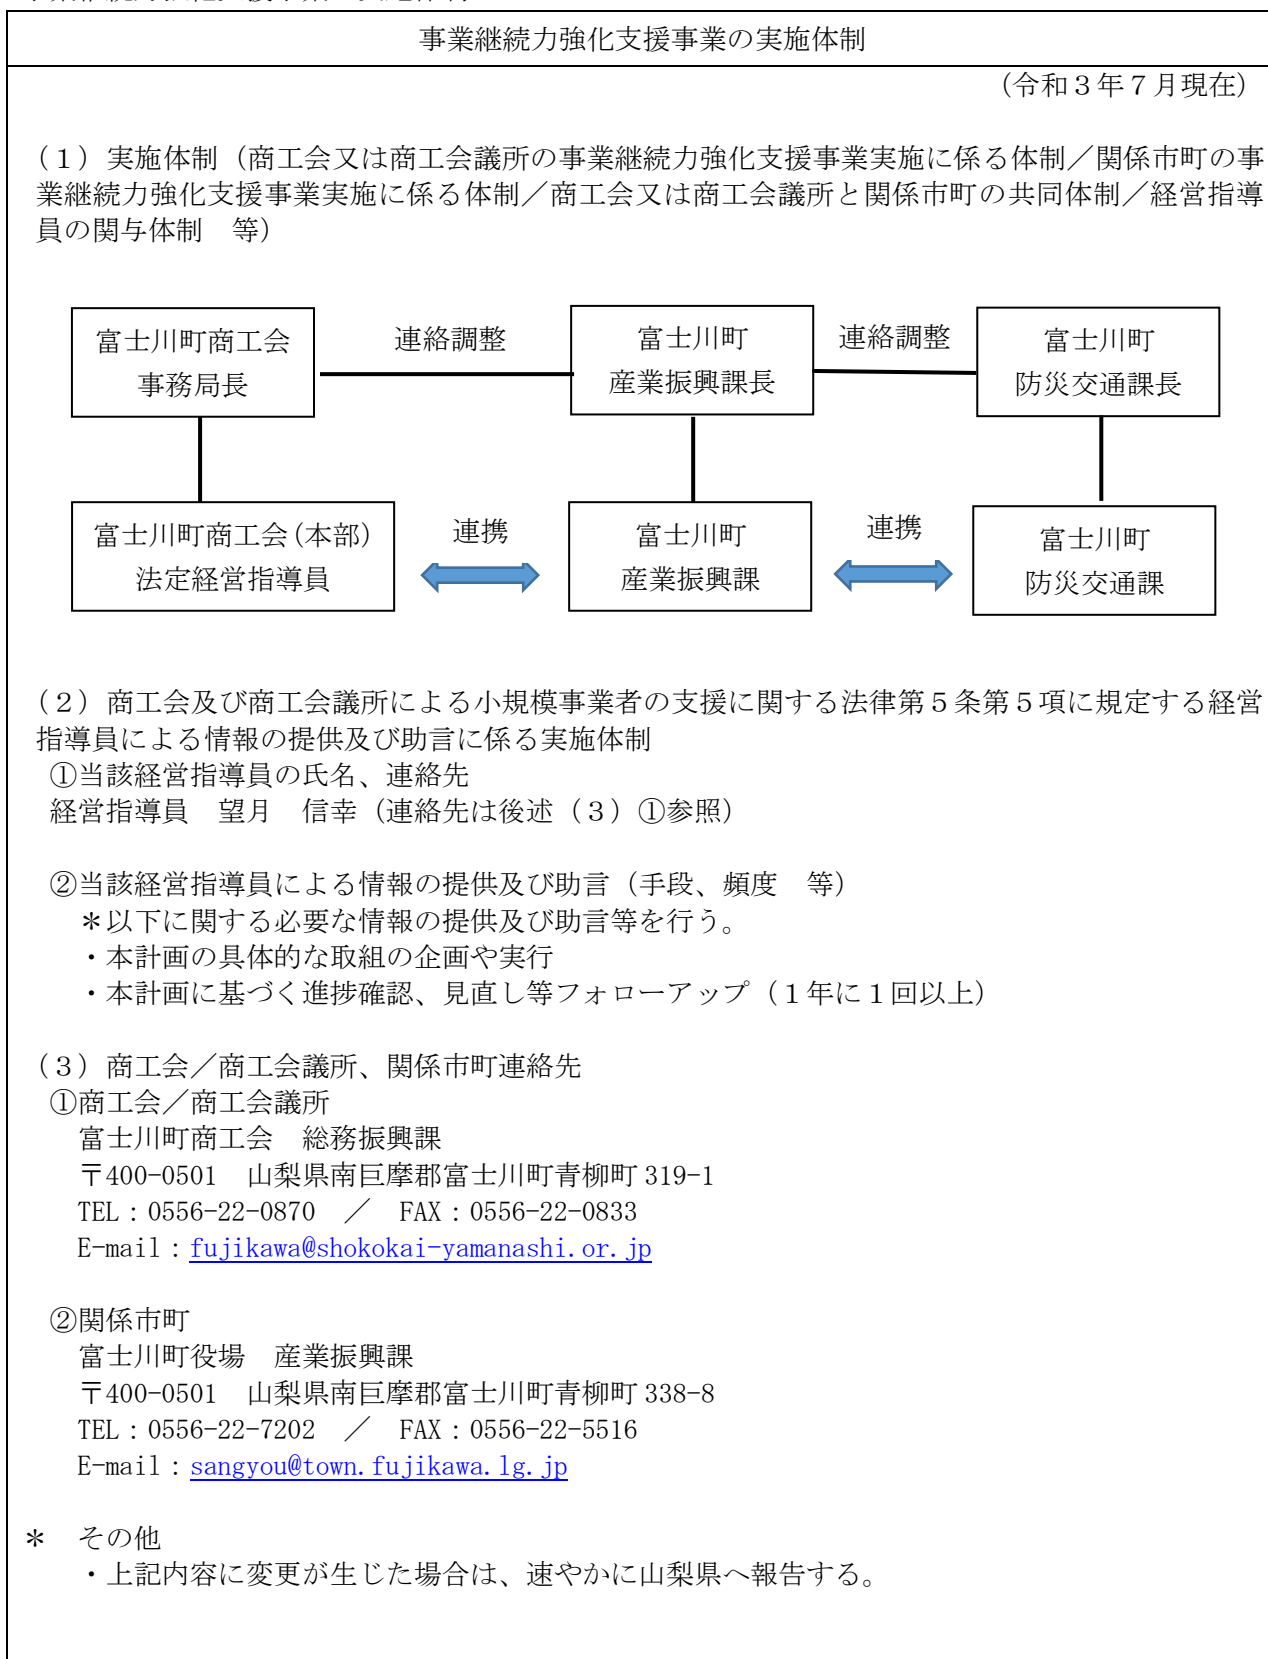 事業継続力強化支援事業の実施体制
（令和３年７月現在）
（１）実施体制（商工会又は商工会議所の事業継続力強化支援事業実施に係る体制／関係市町の事
業継続力強化支援事業実施に係る体制／商工会又は商工会議所と関係市町の共同体制／経営指導
員の関与体制　等）
富士川町商工会
事務局長
連絡調整
富士川町
産業振興課長
連絡調整
富士川町
防災交通課長
富士川町商工会（本部）
法定経営指導員
連携
富士川町
産業振興課
連携
富士川町
防災交通課
（２）商工会及び商工会議所による小規模事業者の支援に関する法律第５条第５項に規定する経営
指導員による情報の提供及び助言に係る実施体制
①当該経営指導員の氏名、連絡先
経営指導員　望月　信幸（連絡先は後述（３）①参照）
②当該経営指導員による情報の提供及び助言（手段、頻度　等）
＊以下に関する必要な情報の提供及び助言等を行う。
・本計画の具体的な取組の企画や実行
・本計画に基づく進捗確認、見直し等フォローアップ（１年に１回以上）
（３）商工会／商工会議所、関係市町連絡先
①商工会／商工会議所
富士川町商工会　総務振興課
〒400-0501　山梨県南巨摩郡富士川町青柳町 319-1
TEL：0556-22-0870　／　FAX：0556-22-0833
E-mail：fujikawa@shokokai-yamanashi.or.jp
②関係市町
富士川町役場　産業振興課
〒400-0501　山梨県南巨摩郡富士川町青柳町 338-8
TEL：0556-22-7202　／　FAX：0556-22-5516
E-mail：sangyou@town.fujikawa.lg.jp
＊　その他
・上記内容に変更が生じた場合は、速やかに山梨県へ報告する。